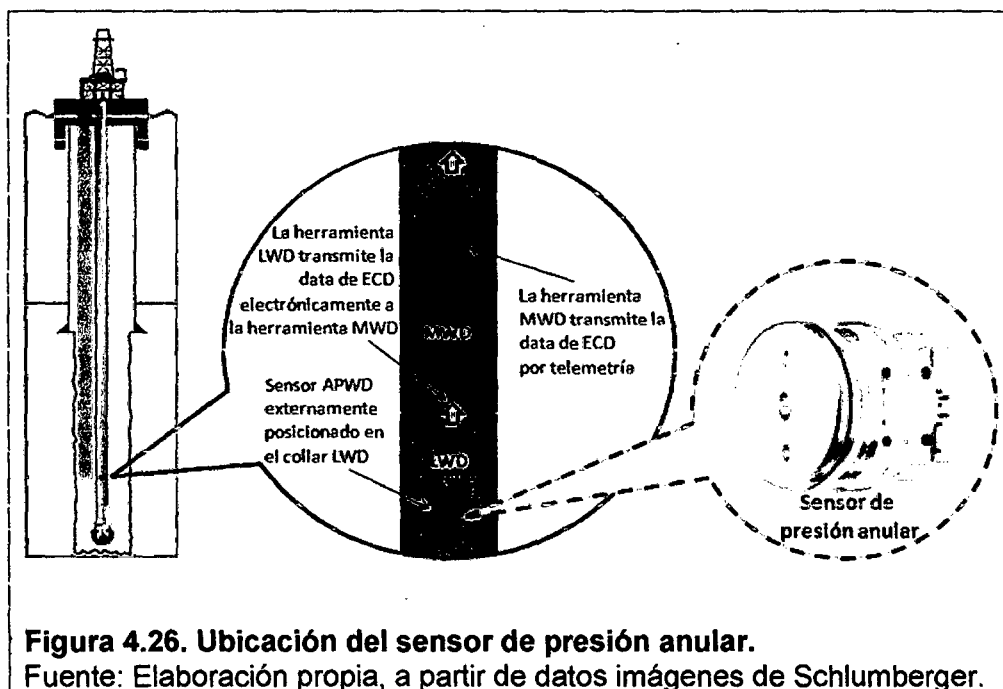 La herramienta
LWD transmite la
data de ECD
electrónicamente a
la herramienta MWD
Sensor APWD
externamente
posicionado en
el collar LWD
MWD
LWD
La herramienta
MWD transmite la
data de ECD
por telemetría
Sensor de
presión anular
Figura 4.26. Ubicación del sensor de presión anular.
Fuente: Elaboración propia, a partir de datos imágenes de Schlumberger.